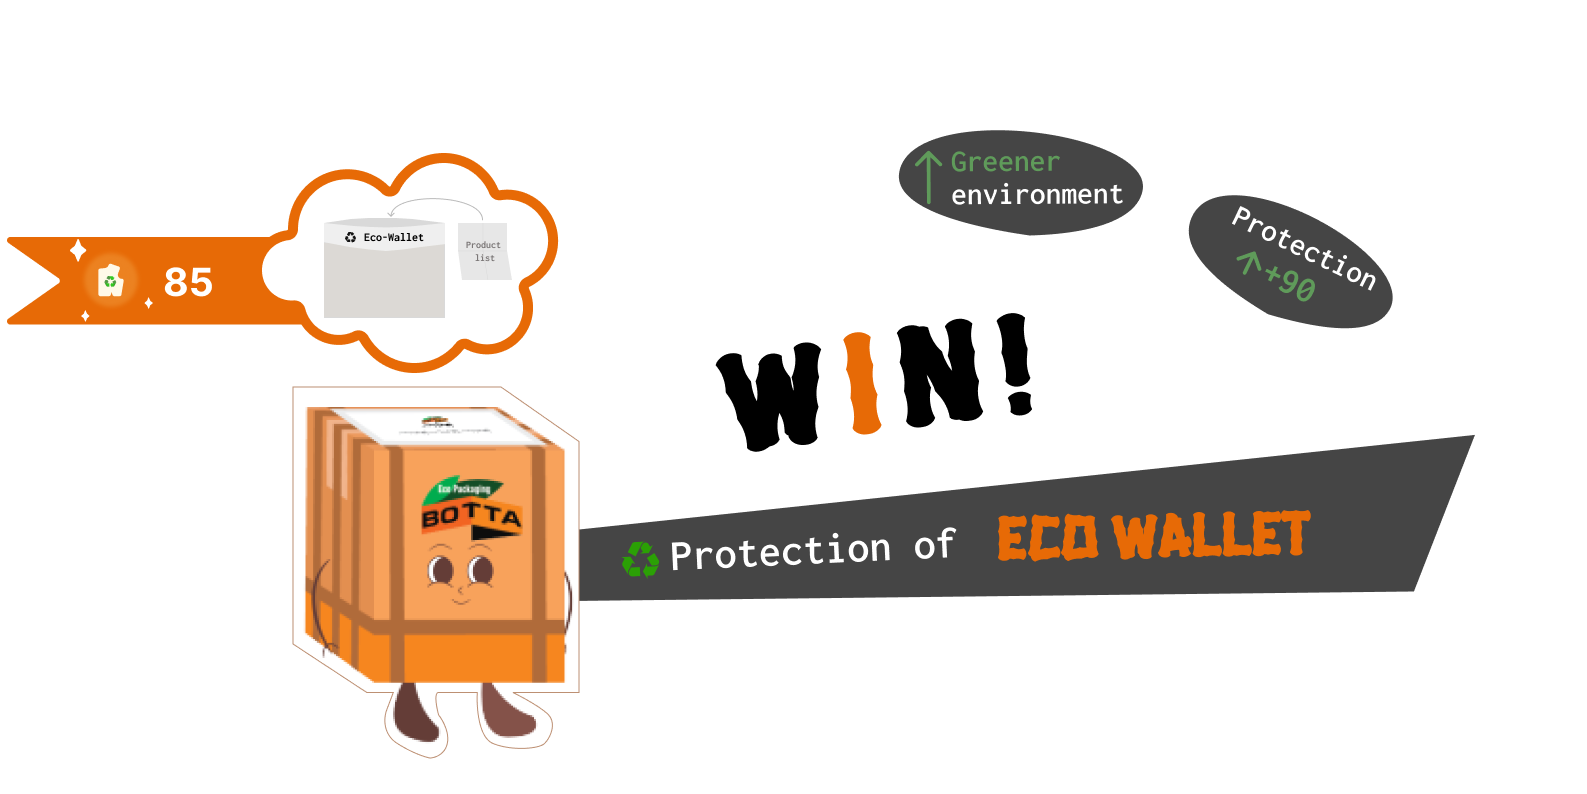 Greener
environment
Protection
+90
85
Eco-Wallet
Product
list
WIN!
Eco Packaging
BOTTA
Protection of ECO WALLET